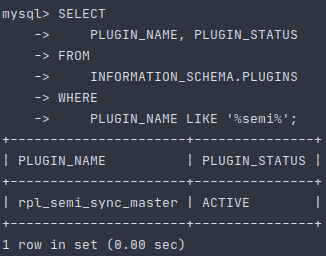 mysql> SELECT
    ->     PLUGIN_NAME, PLUGIN_STATUS
    -> FROM
    ->     INFORMATION_SCHEMA.PLUGINS
    -> WHERE
    ->     PLUGIN_NAME LIKE '%semi%';
+----------------------+---------------+
| PLUGIN_NAME          | PLUGIN_STATUS |
+----------------------+---------------+
| rpl_semi_sync_master | ACTIVE        |
+----------------------+---------------+
1 row in set (0.00 sec)